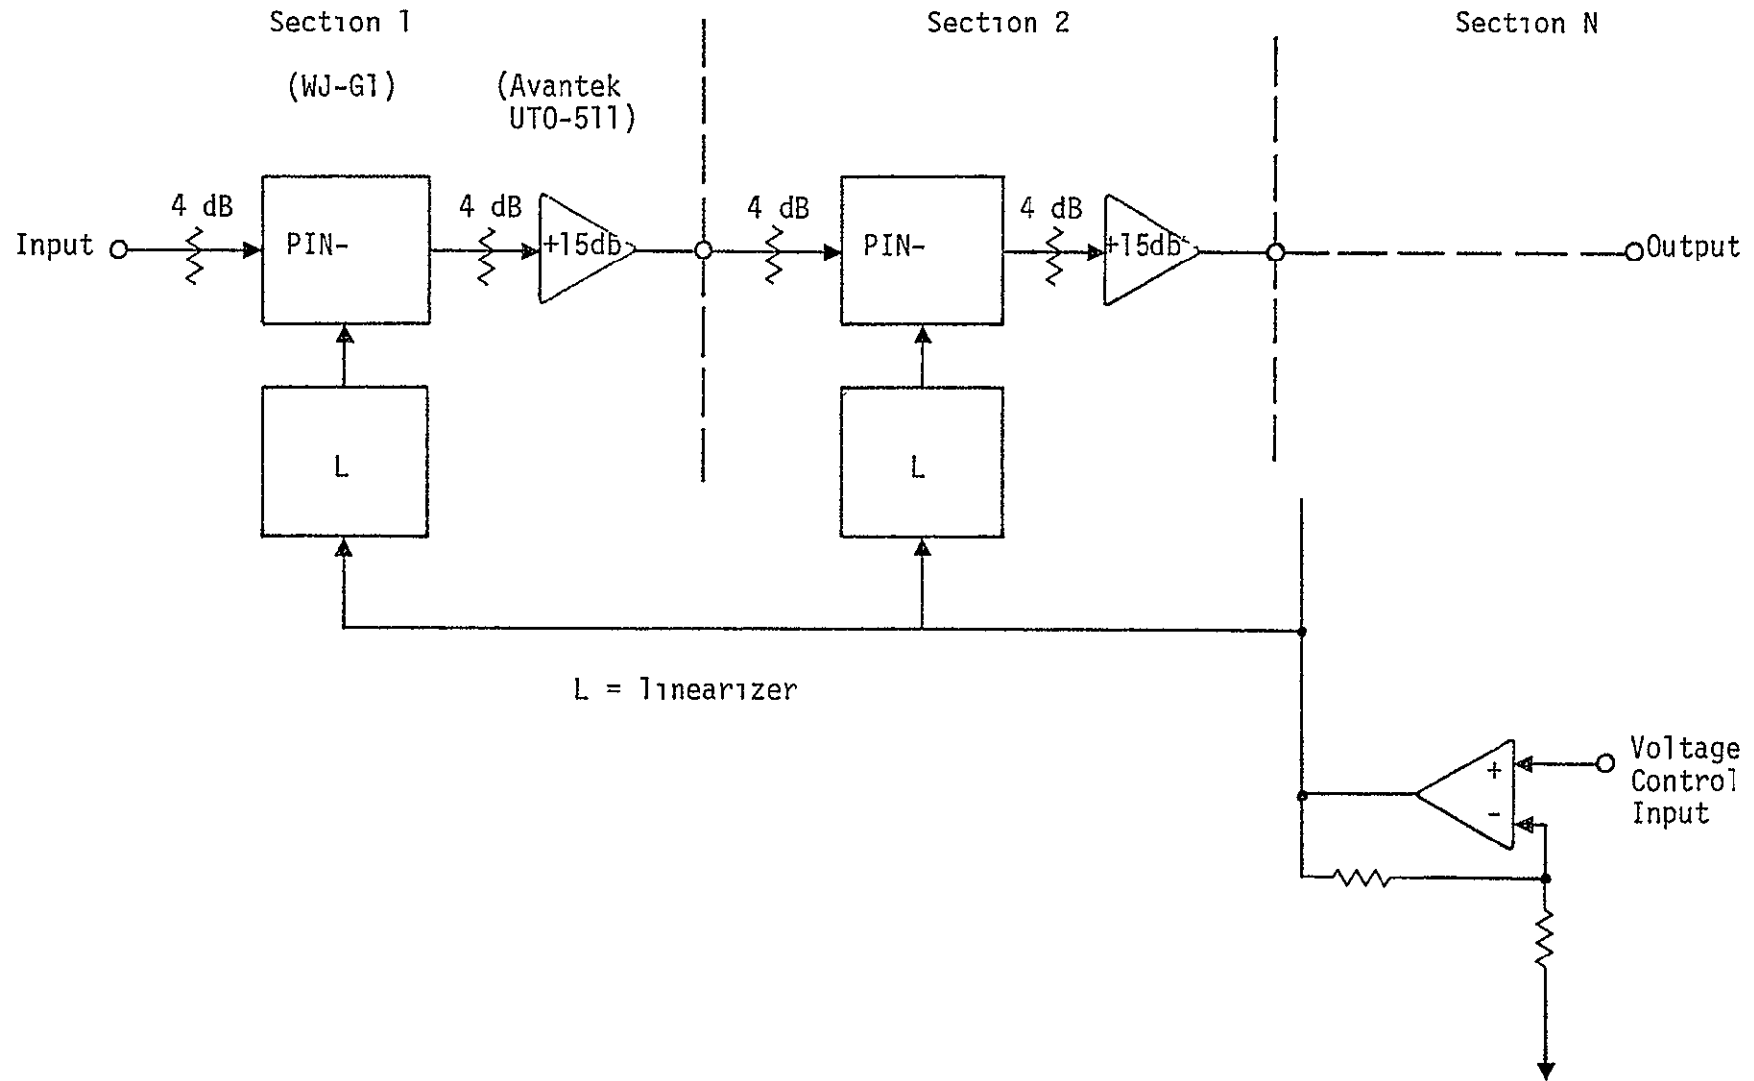 Section 1
Section 2
Section N
(WJ-G1)
(Avantek
UTO-511)
4 dB
4 dB
4 dB
4 dB
Input
PIN-
+15db
PIN-
+15db
Output
L
L
L = linearizer
+
-
Voltage
Control
Input